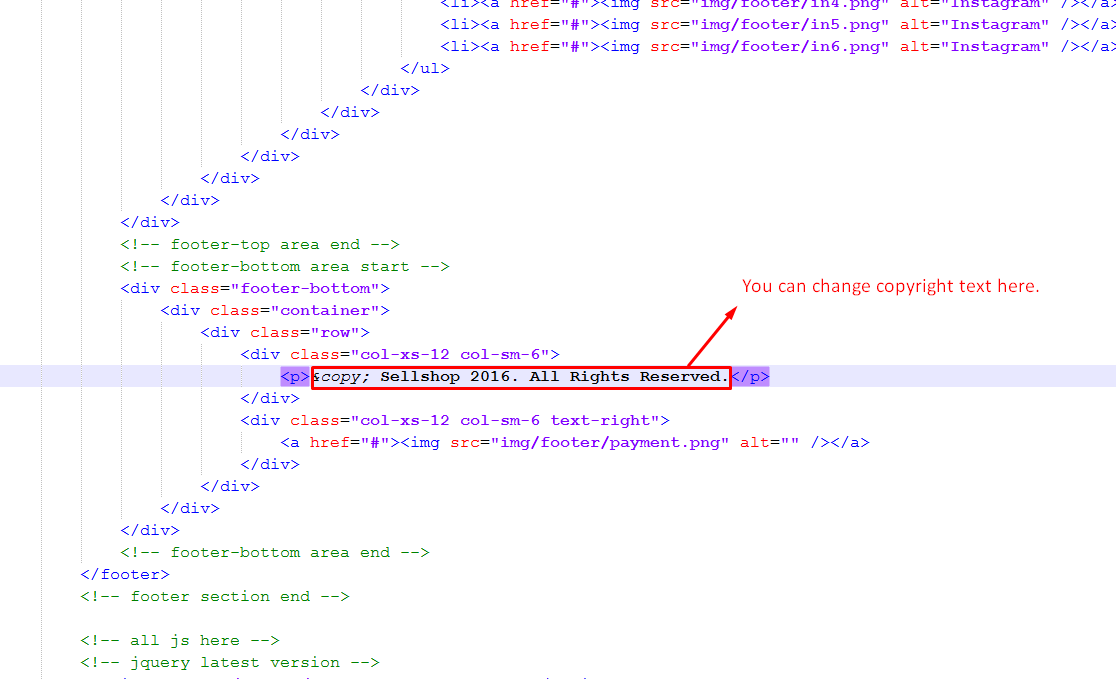 <li><a href="#"><img src="img/footer/in4.png" alt="Instagram" /></a>
<li><a href="#"><img src="img/footer/in5.png" alt="Instagram" /></a>
<li><a href="#"><img src="img/footer/in6.png" alt="Instagram" /></a>
</ul>
</div>
</div>
</div>
</div>
</div>
</div>
</div>
<!-- footer-top area end -->
<!-- footer-bottom area start -->
You can change copyright text here.
<div class="footer-bottom">
<div class="container">
<div class="row">
<div class="col-xs-12 col-sm-6">
<p>&copy; Sellshop 2016. All Rights Reserved.</p>
</div>
<div class="col-xs-12 col-sm-6 text-right">
<a href="#"><img src="img/footer/payment.png" alt="" /></a>
</div>
</div>
</div>
</div>
<!-- footer-bottom area end -->
</footer>
<!-- footer section end -->
<!-- all js here -->
<!-- jquery latest version -->